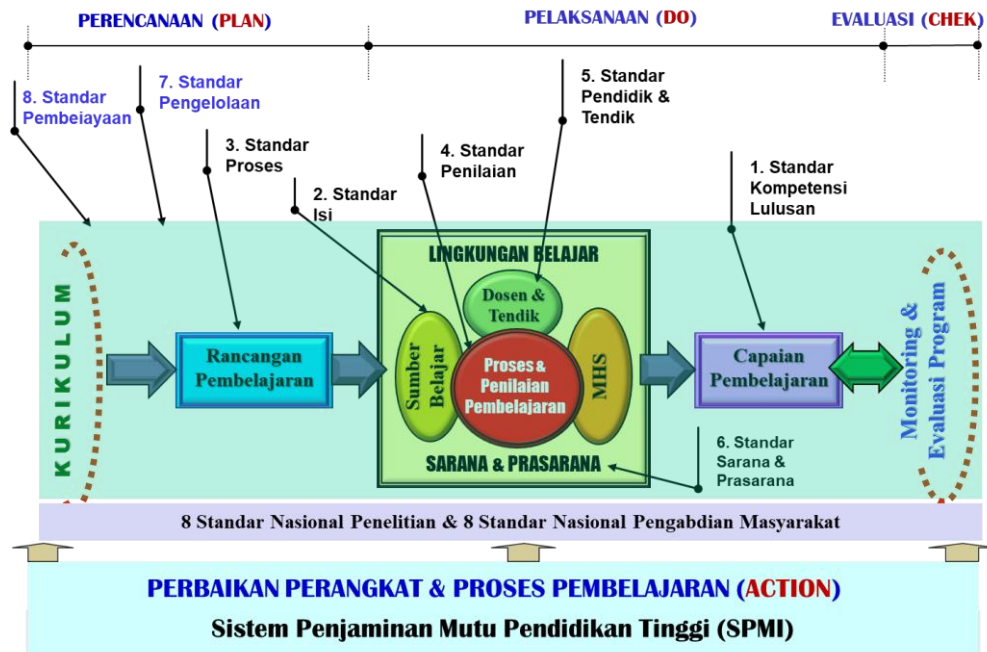 PERENCANAAN (PLAN)
PELAKSANAAN (DO)
EVALUASI (CHEK)
8. Standar
Pembeiayaan
7. Standar
Pengelolaan
3. Standar
Proses
2. Standar
Isi
4. Standar
Penilaian
5. Standar
Pendidik &
Tendik
1. Standar
Kompetensi
Lulusan
KURIKULUM
Rancangan
Pembelajaran
LINGKUNGAN BELAJAR
Dosen &
Tendik
Sumber
Belajar
Proses &
Penilaian
Pembelajaran
MHS
SARANA & PRASARANA
Capaian
Pembelajaran
6. Standar
Sarana &
Prasarana
Monitoring &
Evaluasi Program
8 Standar Nasional Penelitian & 8 Standar Nasional Pengabdian Masyarakat
PERBAIKAN PERANGKAT & PROSES PEMBELAJARAN (ACTION)
Sistem Penjaminan Mutu Pendidikan Tinggi (SPMI)